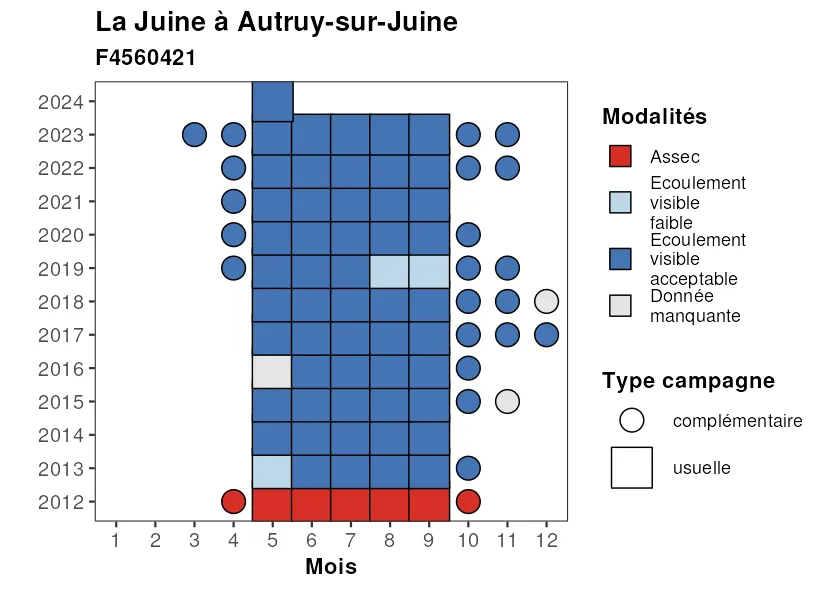 La Juine à Autruy-sur-Juine
F4560421
2024
2023
2022
2021
2020
2019
2018
2017
2016
2015
2014
2013
2012
1 2 3 4 5 6 7 8 9 10 11 12
Mois
Modalités
Assec
Ecoulement
visible
faible
Ecoulement
visible
acceptable
Donnée
manquante
Type campagne
complémentaire
usuelle